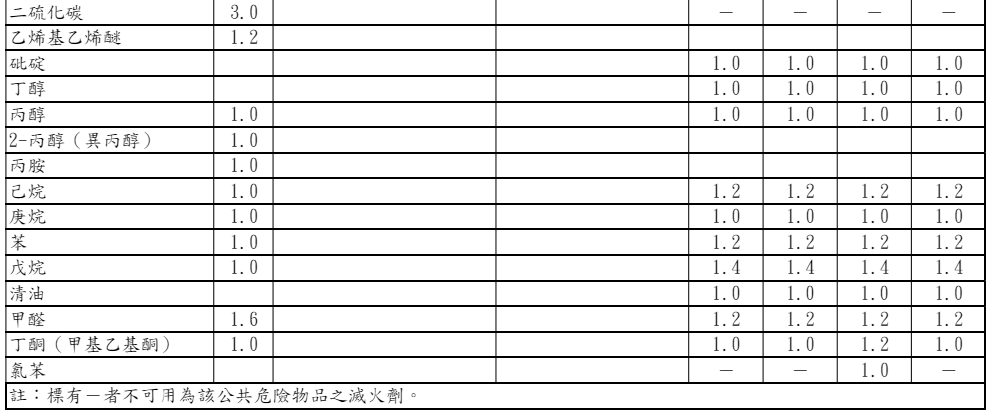 二硫化碳 3.0 － － － －
乙烯基乙烯醚 1.2
砒碇 1.0 1.0 1.0 1.0
丁醇 1.0 1.0 1.0 1.0
丙醇 1.0 1.0 1.0 1.0 1.0
2-丙醇（異丙醇） 1.0
丙胺 1.0
己烷 1.0 1.2 1.2 1.2 1.2
庚烷 1.0 1.0 1.0 1.0 1.0
苯 1.0 1.2 1.2 1.2 1.2
戊烷 1.0 1.4 1.4 1.4 1.4
清油 1.0 1.0 1.0 1.0
甲醛 1.6 1.2 1.2 1.2 1.2
丁酮（甲基乙基酮） 1.0 1.0 1.0 1.2 1.0
氯苯 － － 1.0 －
註：標有－者不可用為該公共危險物品之滅火劑。